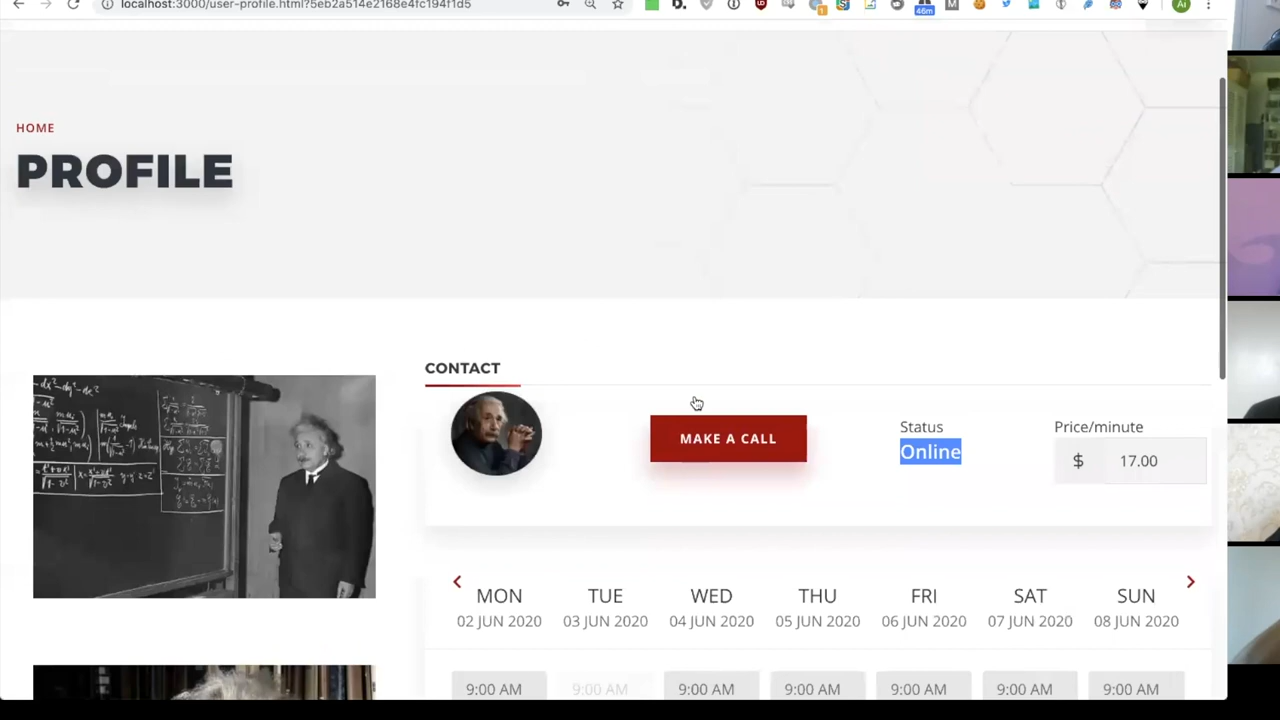 localhost:3000/user-profile.html?5eb2a514e2168e4fc194f1d5
46m
Ai
HOME
PROFILE
CONTACT
MAKE A CALL
Status
Online
Price/minute
$ 17.00
MON TUE WED THU FRI SAT SUN
02 JUN 2020 03 JUN 2020 04 JUN 2020 05 JUN 2020 06 JUN 2020 07 JUN 2020 08 JUN 2020
9:00 AM 9:00 AM 9:00 AM 9:00 AM 9:00 AM 9:00 AM 9:00 AM